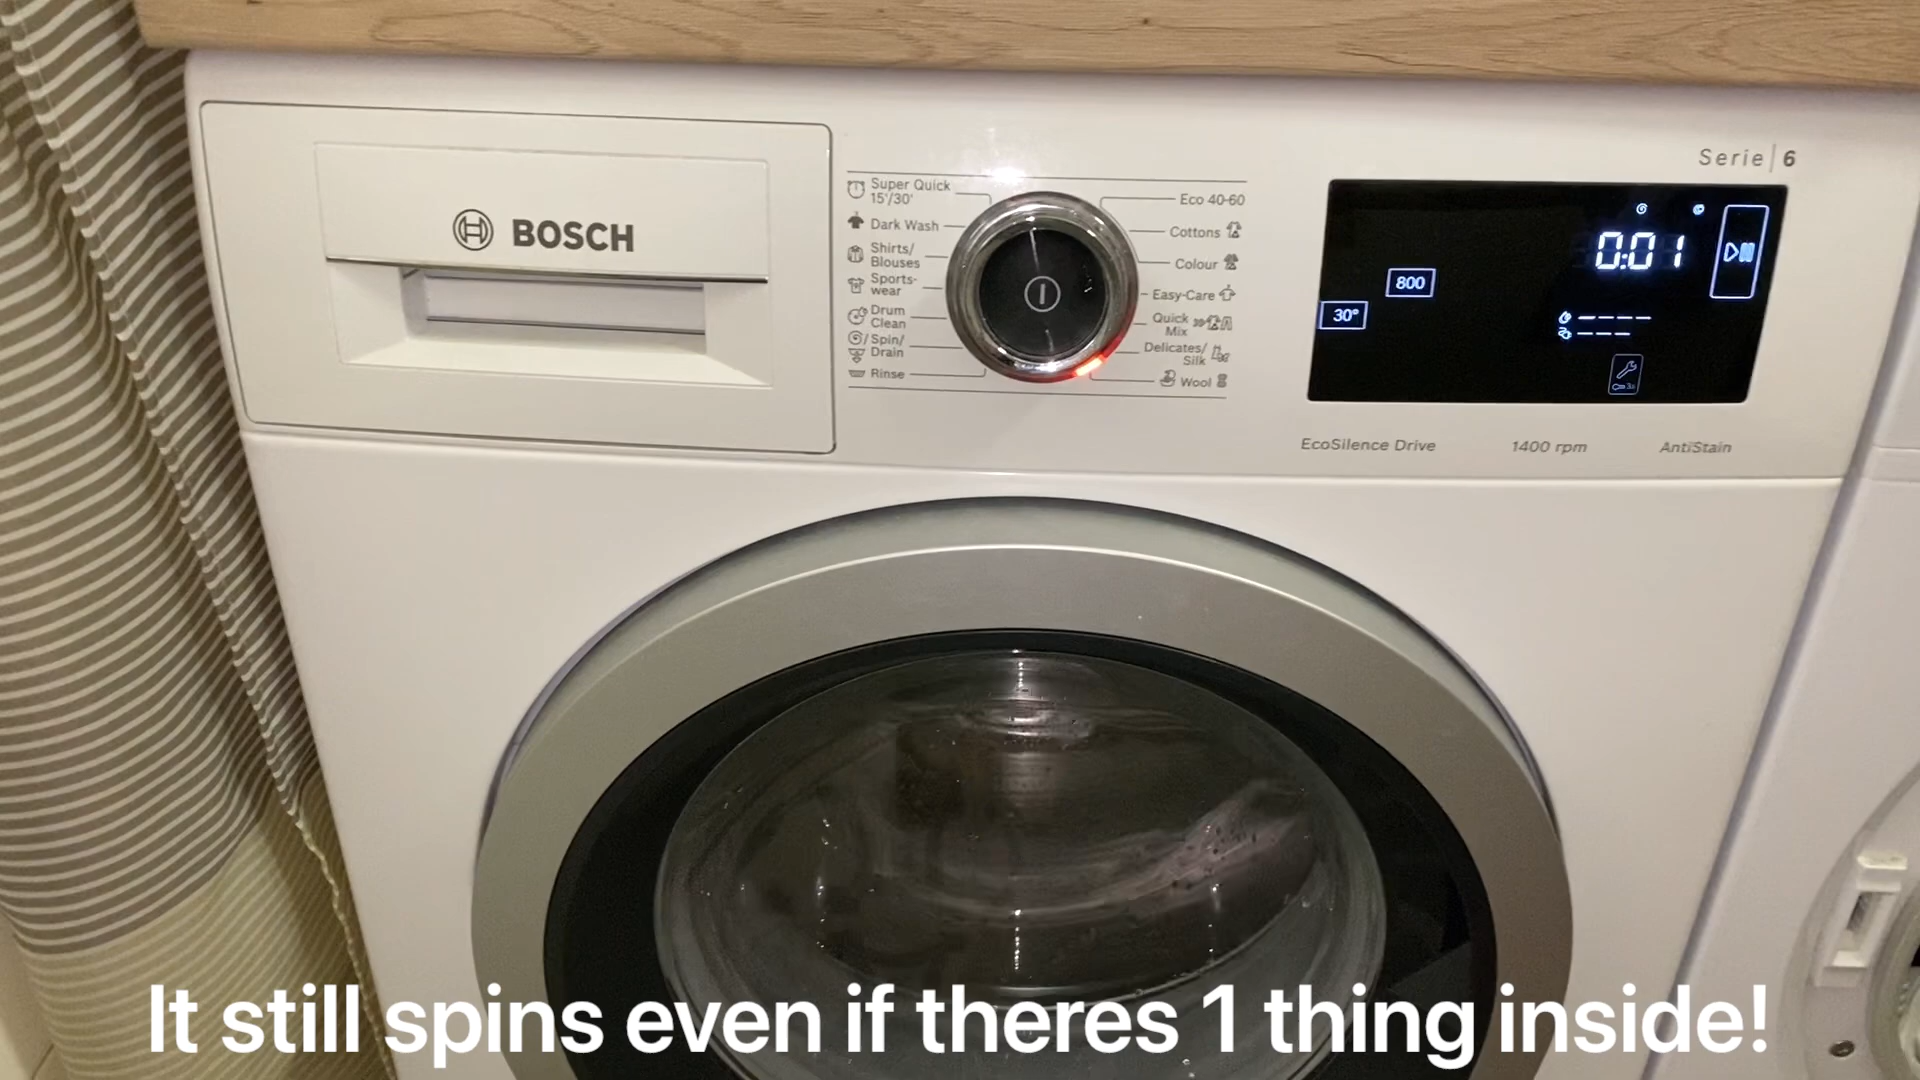 BOSCH
Super Quick
15'/30'
Dark Wash
Shirts/
Blouses
Sports-
wear
Drum
Clean
Spin/
Drain
Rinse
Eco 40-60
Cottons
Colour
Easy-Care
Quick
Mix
Delicates/
Silk
Wool
Serie | 6
0:01
800
30°
EcoSilence Drive
1400 rpm
AntiStain
It still spins even if theres 1 thing inside!